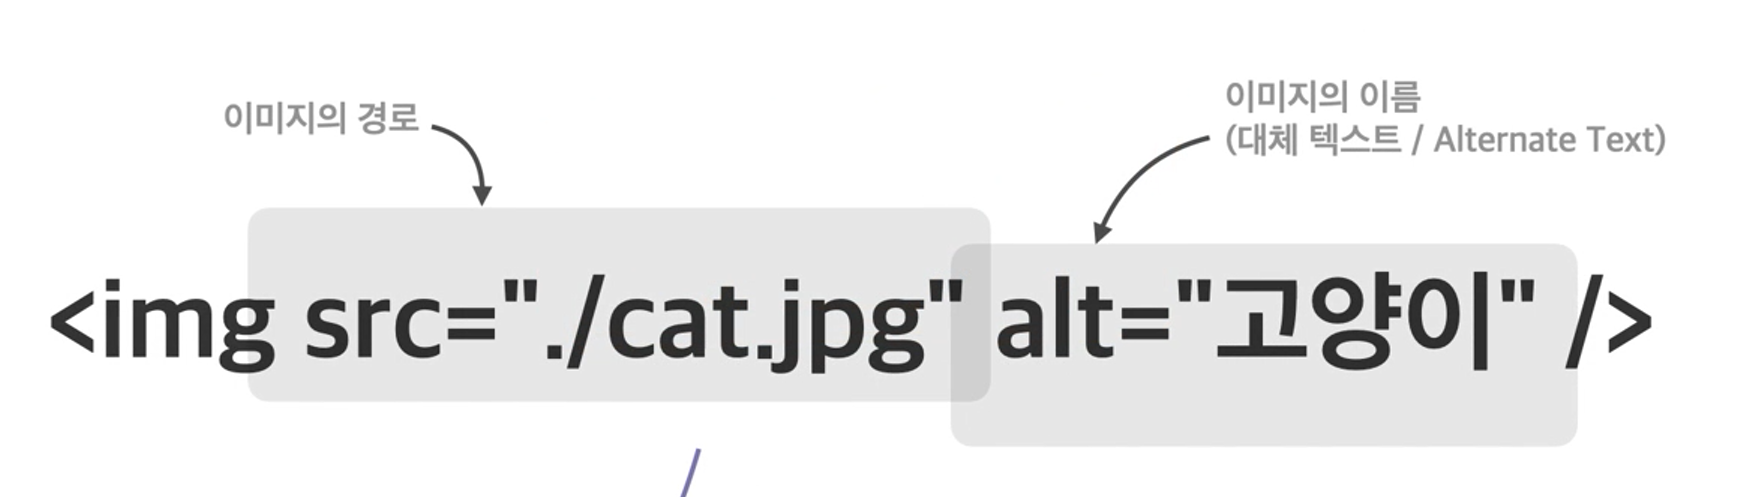 이미지의 경로
이미지의 이름
(대체 텍스트 / Alternate Text)
<img src="./cat.jpg" alt="고양이" />